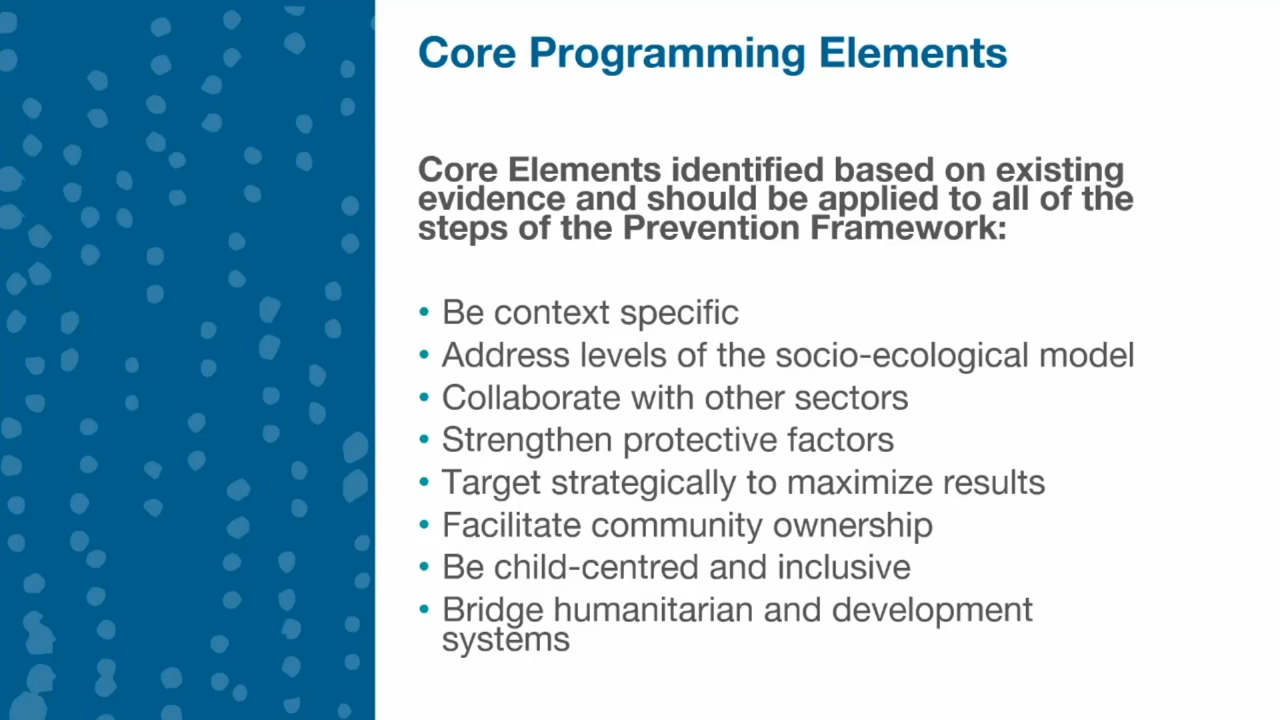 Core Programming Elements
Core Elements identified based on existing
evidence and should be applied to all of the
steps of the Prevention Framework:
• Be context specific
• Address levels of the socio-ecological model
• Collaborate with other sectors
• Strengthen protective factors
• Target strategically to maximize results
• Facilitate community ownership
• Be child-centred and inclusive
• Bridge humanitarian and development
systems